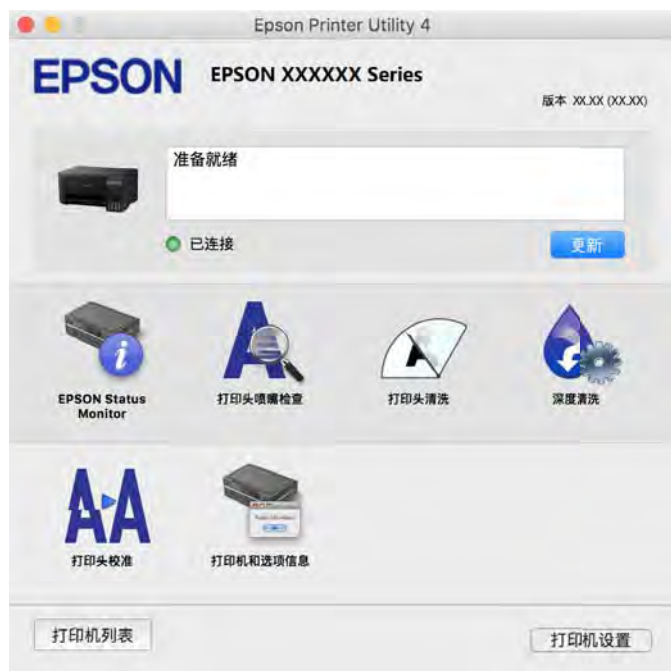 Epson Printer Utility 4
EPSON
EPSON XXXXXX Series
版本 XX.XX (XX.XX)
准备就绪
已连接
更新
EPSON Status
Monitor
打印头喷嘴检查
打印头清洗
深度清洗
打印头校准
打印机和选项信息
打印机列表
打印机设置